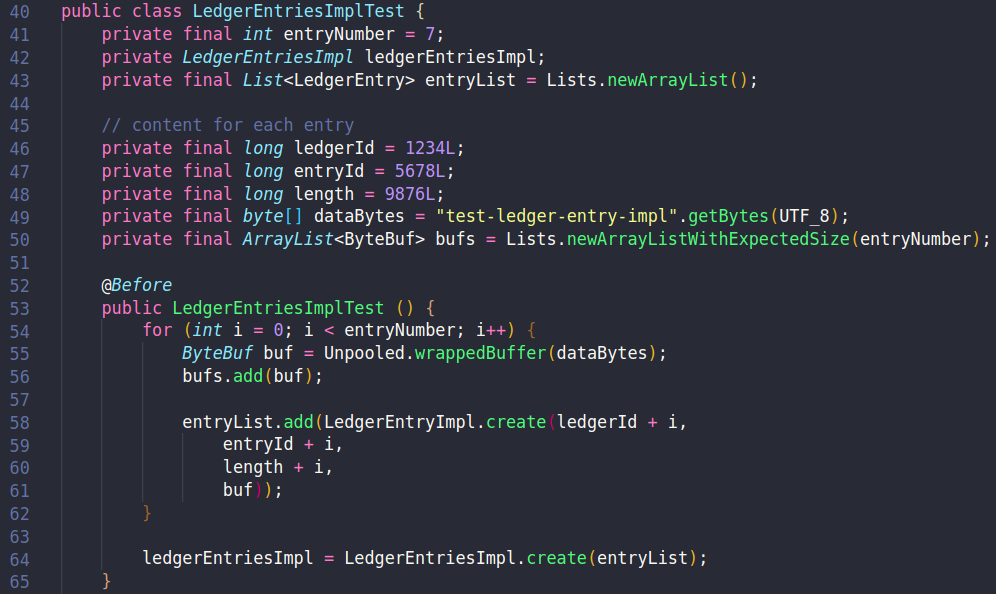 40 public class LedgerEntriesImplTest {
41     private final int entryNumber = 7;
42     private LedgerEntriesImpl ledgerEntriesImpl;
43     private final List<LedgerEntry> entryList = Lists.newArrayList();
44
45     // content for each entry
46     private final long ledgerId = 1234L;
47     private final long entryId = 5678L;
48     private final long length = 9876L;
49     private final byte[] dataBytes = "test-ledger-entry-impl".getBytes(UTF_8);
50     private final ArrayList<ByteBuf> bufs = Lists.newArrayListWithExpectedSize(entryNumber);
51
52     @Before
53     public LedgerEntriesImplTest () {
54         for (int i = 0; i < entryNumber; i++) {
55             ByteBuf buf = Unpooled.wrappedBuffer(dataBytes);
56             bufs.add(buf);
57
58             entryList.add(LedgerEntryImpl.create(ledgerId + i,
59                 entryId + i,
60                 length + i,
61                 buf));
62         }
63
64         ledgerEntriesImpl = LedgerEntriesImpl.create(entryList);
65     }